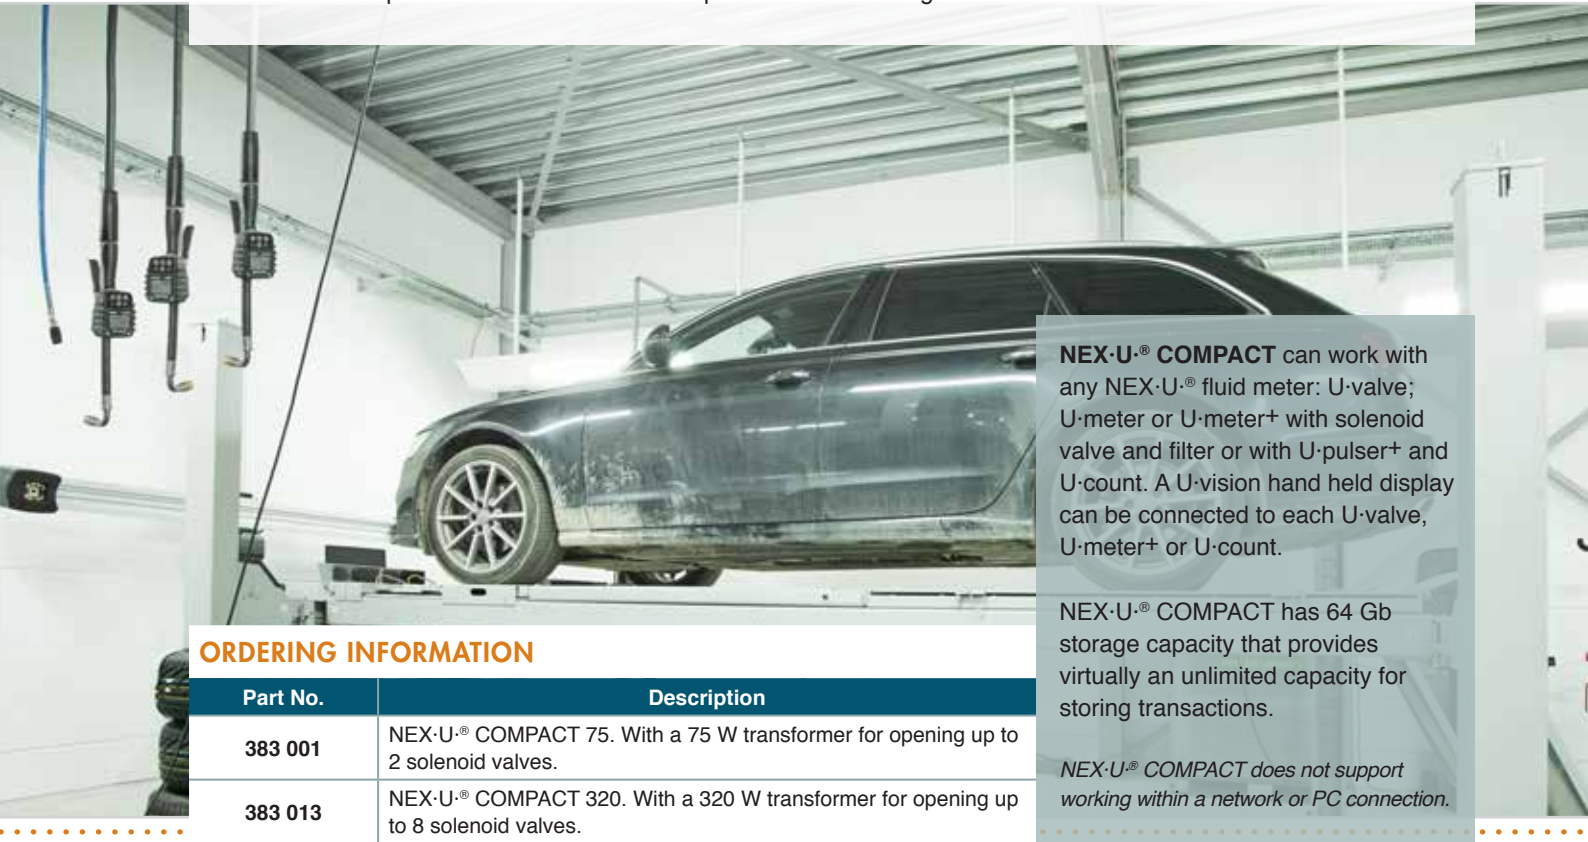 NEX·U·® COMPACT can work with
any NEX·U·® fluid meter: U·valve;
U·meter or U·meter+ with solenoid
valve and filter or with U·pulser+ and
U·count. A U·vision hand held display
can be connected to each U·valve,
U·meter+ or U·count.
NEX·U·® COMPACT has 64 Gb
storage capacity that provides
virtually an unlimited capacity for
storing transactions.
NEX·U·® COMPACT does not support
working within a network or PC connection.
ORDERING INFORMATION
Part No. Description
383 001 NEX·U·® COMPACT 75. With a 75 W transformer for opening up to
2 solenoid valves.
383 013 NEX·U·® COMPACT 320. With a 320 W transformer for opening up
to 8 solenoid valves.